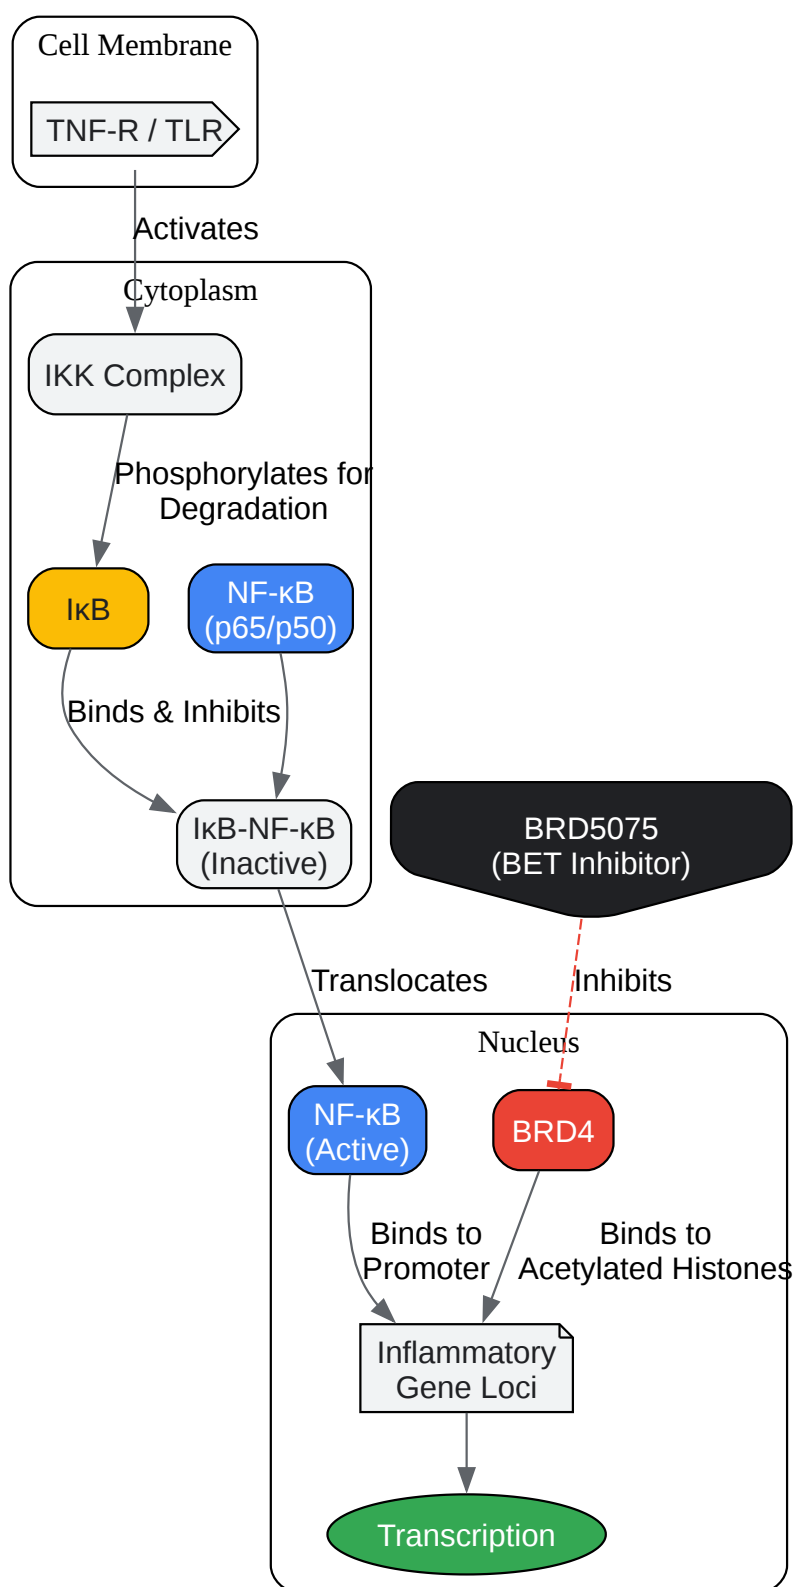 Cell Membrane
TNF-R / TLR
Activates
Cytoplasm
IKK Complex
Phosphorylates for
Degradation
IκB
NF-κB
(p65/p50)
Binds & Inhibits
IκB-NF-κB
(Inactive)
BRD5075
(BET Inhibitor)
Translocates
Inhibits
Nucleus
NF-κB
(Active)
BRD4
Binds to
Promoter
Binds to
Acetylated Histones
Inflammatory
Gene Loci
Transcription